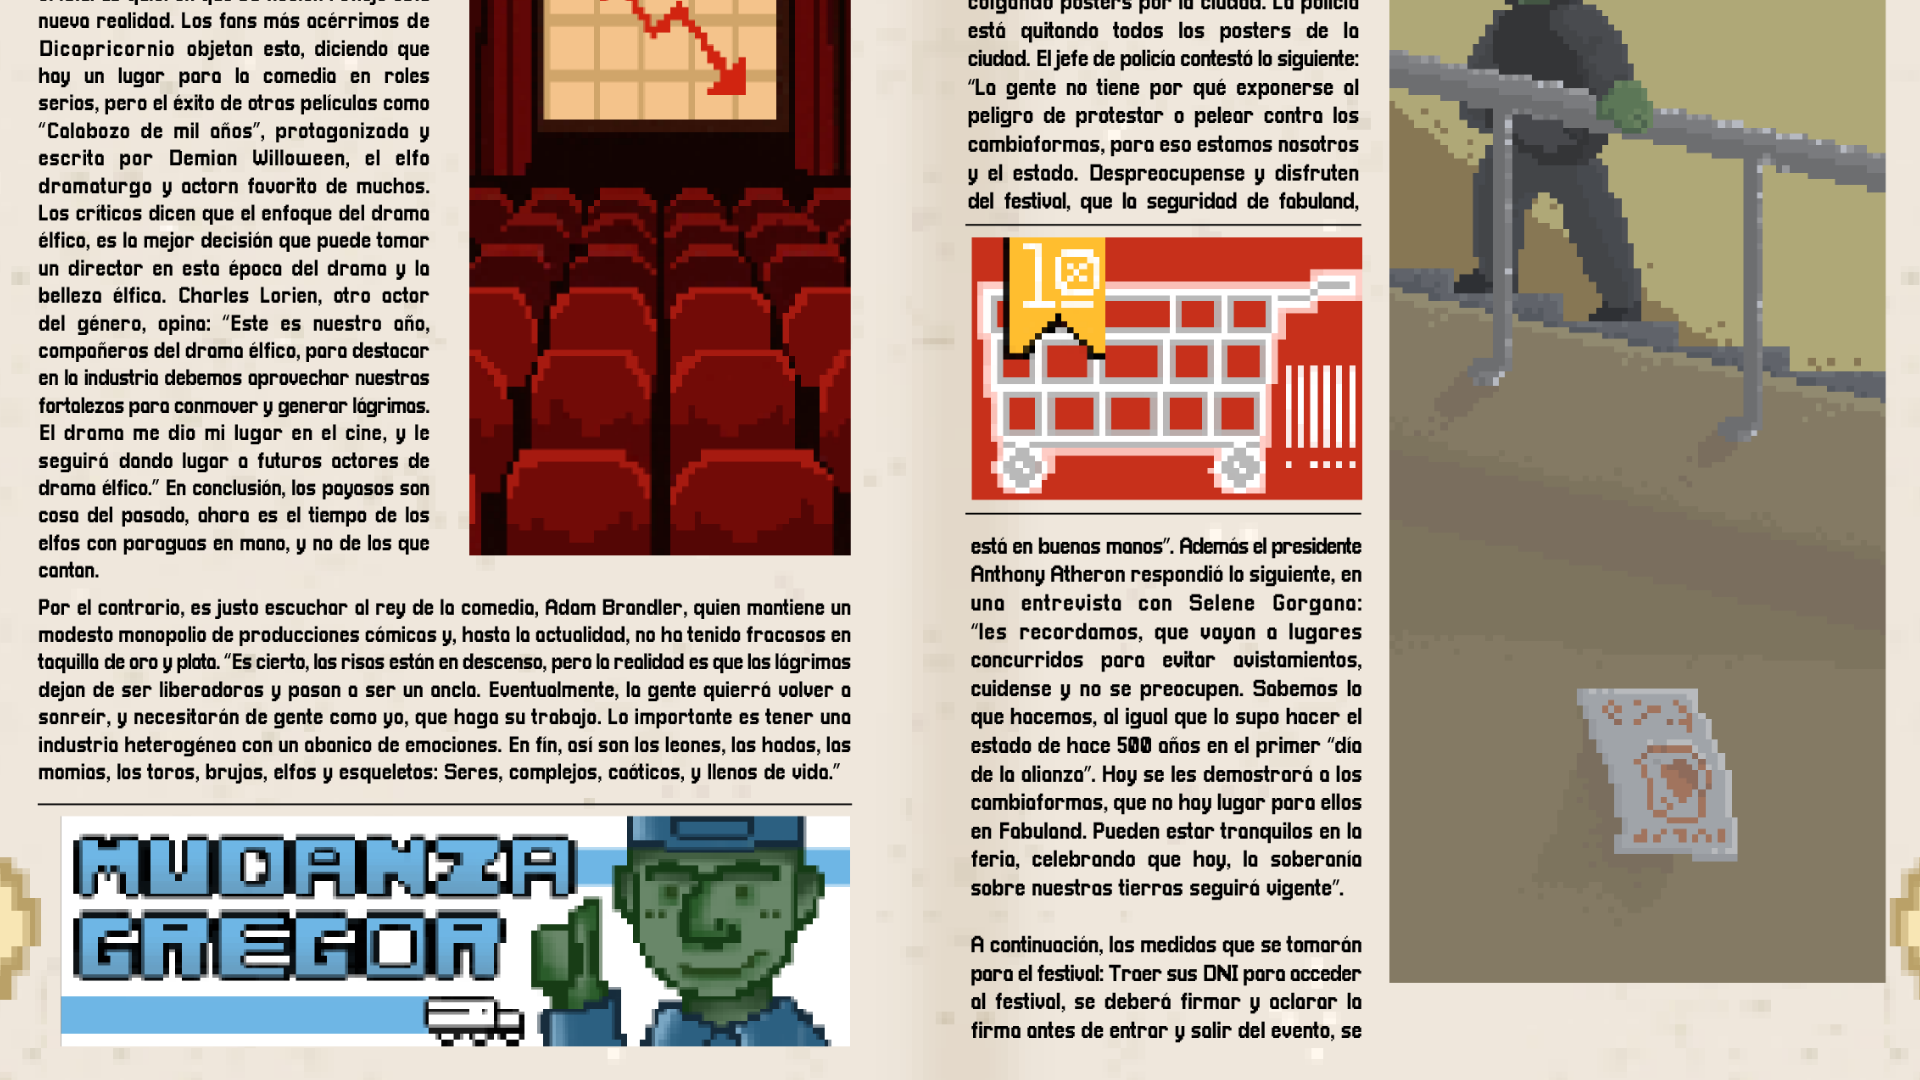 nueva realidad. Los fans más acérrimos de
Dicapricornio objetan esto, diciendo que
hay un lugar para la comedia en roles
serios, pero el éxito de otras películas como
“Calabozo de mil años”, protagonizada y
escrita por Demian Willoween, el elfo
dramaturgo y actorn favorito de muchos.
Los críticos dicen que el enfoque del drama
élfico, es la mejor decisión que puede tomar
un director en esta época del drama y la
belleza élfica. Charles Lorien, otro actor
del género, opina: “Este es nuestro año,
compañeros del drama élfico, para destacar
en la industria debemos aprovechar nuestras
fortalezas para conmover y generar lágrimas.
El drama me dio mi lugar en el cine, y le
seguirá dando lugar a futuros actores de
drama élfico.” En conclusión, los payasos son
cosa del pasado, ahora es el tiempo de los
elfos con paraguas en mano, y no de los que
cantan.
Por el contrario, es justo escuchar al rey de la comedia, Adam Brandler, quien mantiene un
modesto monopolio de producciones cómicas y, hasta la actualidad, no ha tenido fracasos en
taquilla de oro y plata. “Es cierto, las risas están en descenso, pero la realidad es que las lágrimas
dejan de ser liberadoras y pasan a ser un ancla. Eventualmente, la gente quierrá volver a
sonreír, y necesitarán de gente como yo, que haga su trabajo. Lo importante es tener una
industria heterogénea con un abanico de emociones. En fín, así son los leones, las hadas, las
momias, los toros, brujas, elfos y esqueletos: Seres, complejos, caóticos, y llenos de vida.”
MUDANZA
GREGOR
colgando posters por la ciudad. La policía
está quitando todos los posters de la
ciudad. El jefe de policía contestó lo siguiente:
“La gente no tiene por qué exponerse al
peligro de protestar o pelear contra los
cambiaformas, para eso estamos nosotros
y el estado. Despreocupense y disfruten
del festival, que la seguridad de fabuland,
1º
está en buenas manos”. Además el presidente
Anthony Atheron respondió lo siguiente, en
una entrevista con Selene Gorgana:
“les recordamos, que vayan a lugares
concurridos para evitar avistamientos,
cuidense y no se preocupen. Sabemos lo
que hacemos, al igual que lo supo hacer el
estado de hace 500 años en el primer “día
de la alianza”. Hoy se les demostrará a los
cambiaformas, que no hay lugar para ellos
en Fabuland. Pueden estar tranquilos en la
feria, celebrando que hoy, la soberanía
sobre nuestras tierras seguirá vigente”.
A continuación, las medidas que se tomarán
para el festival: Traer sus DNI para acceder
al festival, se deberá firmar y aclarar la
firma antes de entrar y salir del evento, se